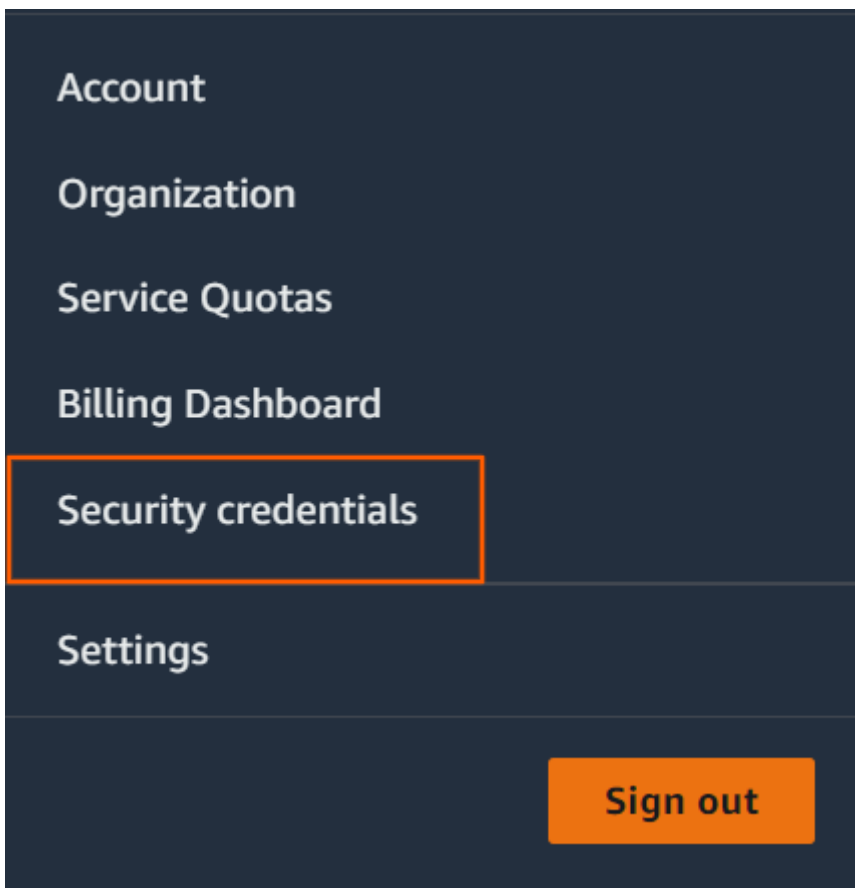 Account
Organization
Service Quotas
Billing Dashboard
Security credentials
Settings
Sign out